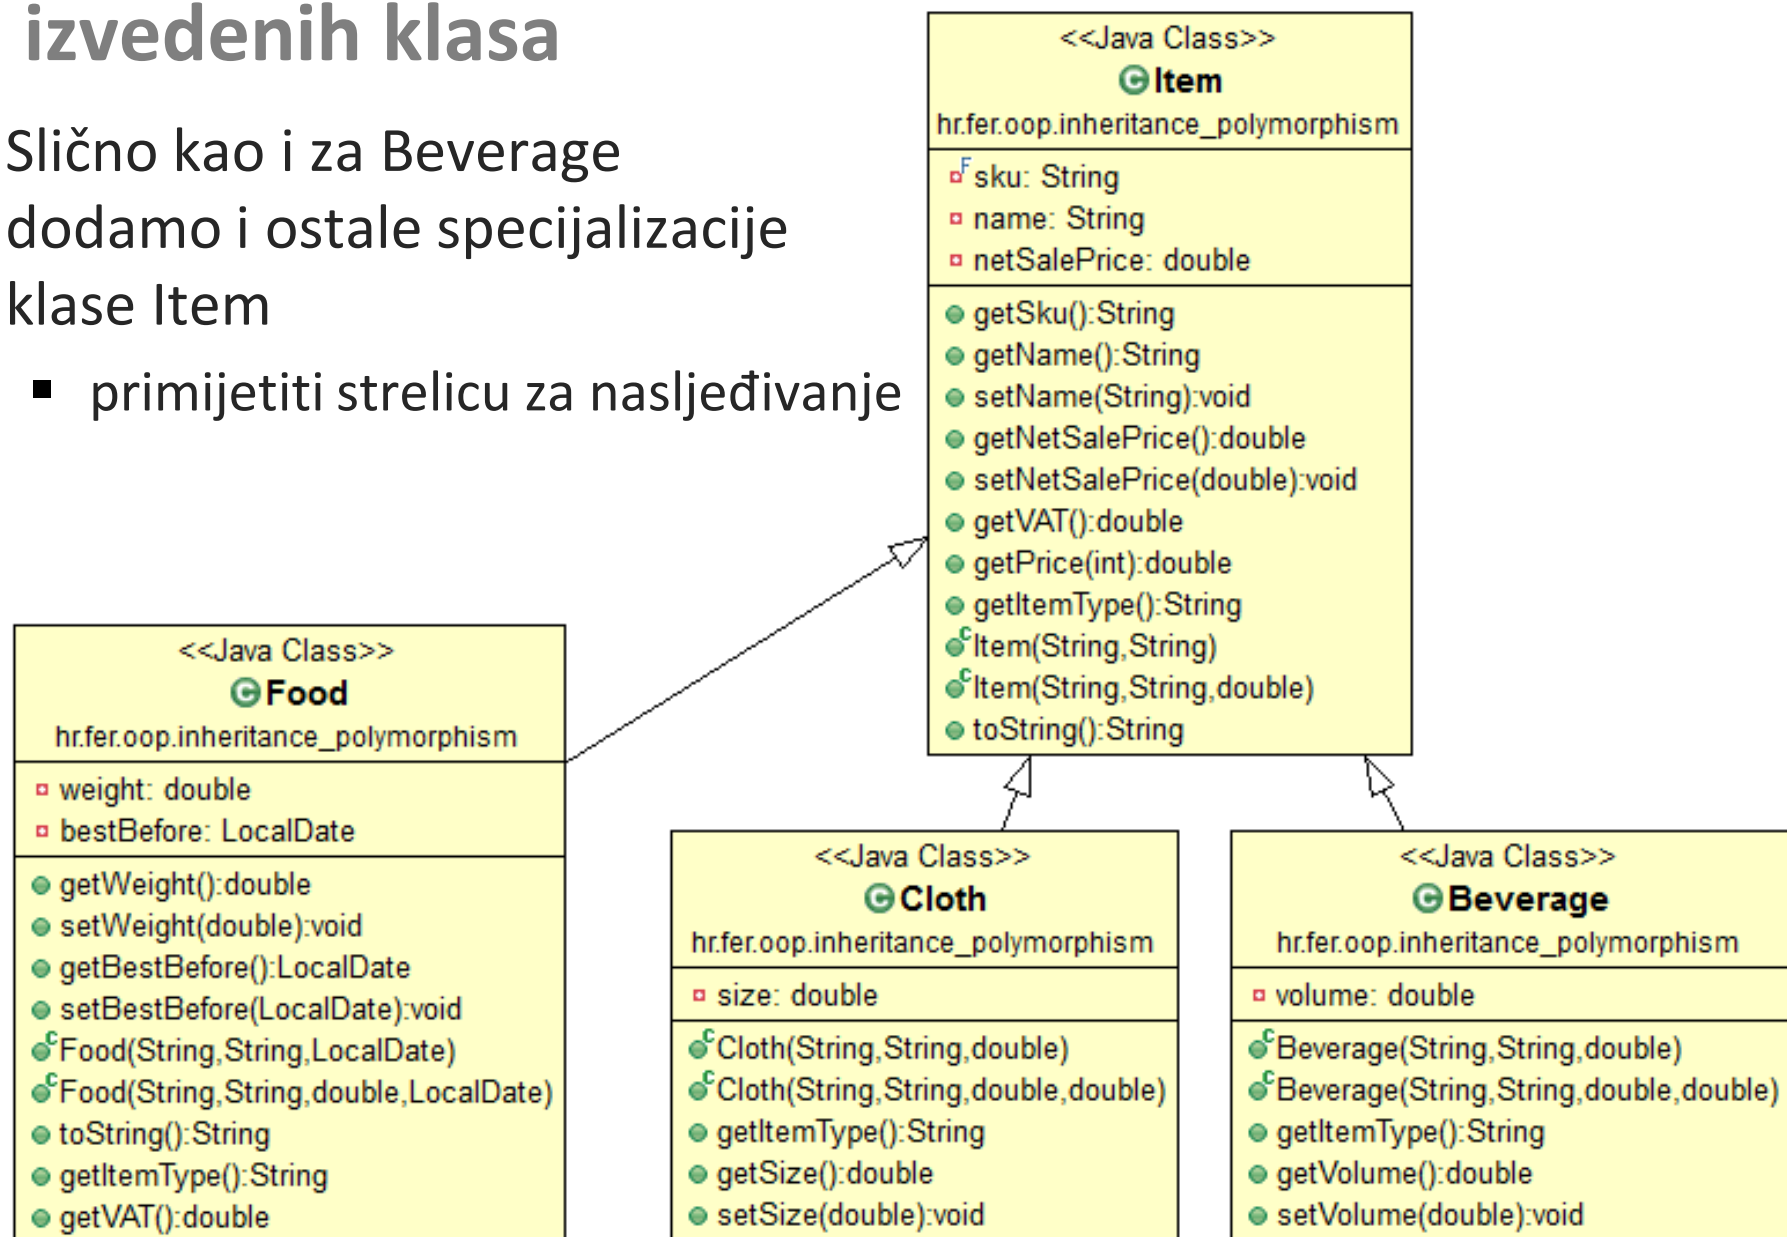 izvedenih klasa
Slično kao i za Beverage
dodamo i ostale specijalizacije
klase Item
▪ primijetiti strelicu za nasljeđivanje
<<Java Class>>
Item
hr.fer.oop.inheritance_polymorphism
sku: String
name: String
netSalePrice: double
getSku():String
getName():String
setName(String):void
getNetSalePrice():double
setNetSalePrice(double):void
getVAT():double
getPrice(int):double
getItemType():String
Item(String,String)
Item(String,String,double)
toString():String
<<Java Class>>
Food
hr.fer.oop.inheritance_polymorphism
weight: double
bestBefore: LocalDate
getWeight():double
setWeight(double):void
getBestBefore():LocalDate
setBestBefore(LocalDate):void
Food(String,String,LocalDate)
Food(String,String,double,LocalDate)
toString():String
getItemType():String
getVAT():double
<<Java Class>>
Cloth
hr.fer.oop.inheritance_polymorphism
size: double
Cloth(String,String,double)
Cloth(String,String,double,double)
getItemType():String
getSize():double
setSize(double):void
<<Java Class>>
Beverage
hr.fer.oop.inheritance_polymorphism
volume: double
Beverage(String,String,double)
Beverage(String,String,double,double)
getItemType():String
getVolume():double
setVolume(double):void